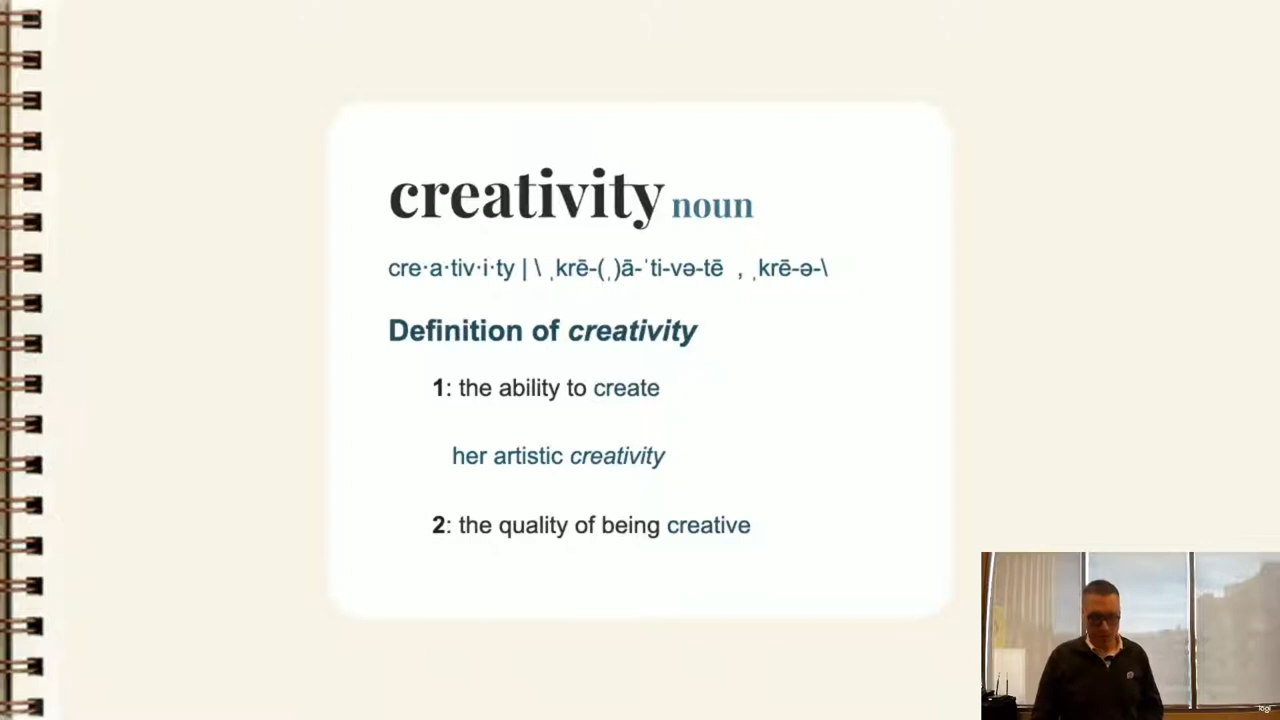 creativity noun
cre·a·tiv·i·ty | \ ˌkrē-(ˌ)ā-ˈti-və-tē , ˌkrē-ə-\
Definition of creativity
1: the ability to create
her artistic creativity
2: the quality of being creative
logi